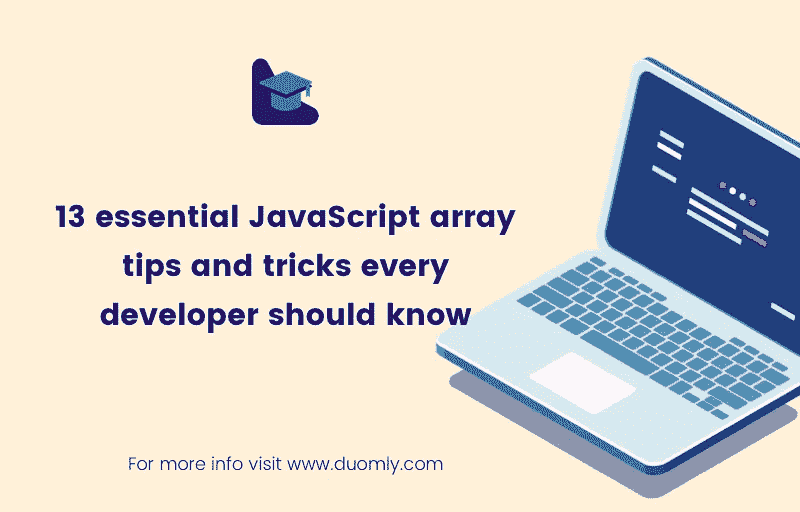 13 essential JavaScript array
tips and tricks every
developer should know
For more info visit www.duomly.com